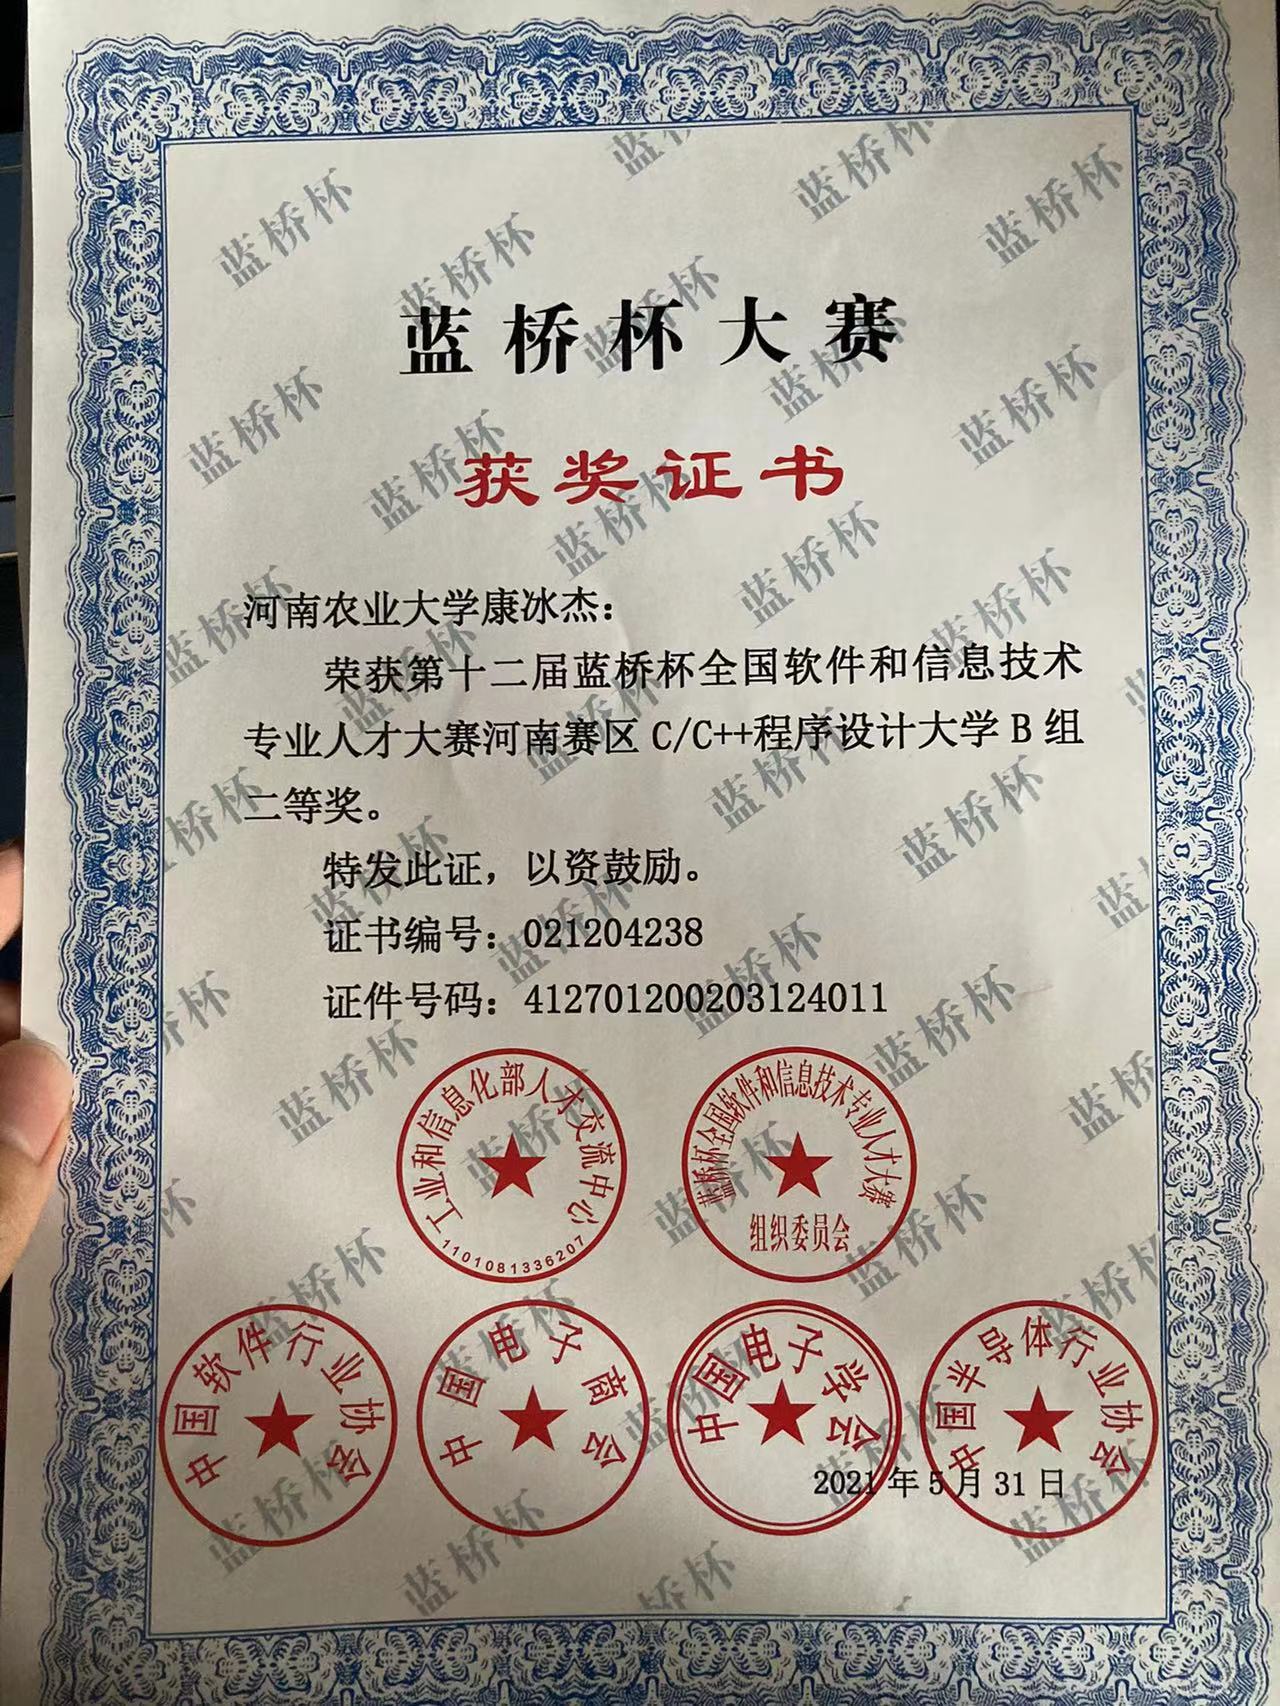 蓝桥杯大赛
获奖证书
河南农业大学康冰杰：
荣获第十二届蓝桥杯全国软件和信息技术
专业人才大赛河南赛区 C/C++程序设计大学 B 组
二等奖。
特发此证，以资鼓励。
证书编号：021204238
证件号码：412701200203124011
工业和信息化部人才交流中心
1101081336207
蓝桥杯全国软件和信息技术专业人才大赛
组织委员会
中国软件行业协会
中国电子商会
中国电子学会
中国半导体行业协会
2021 年 5 月 31 日
蓝桥杯